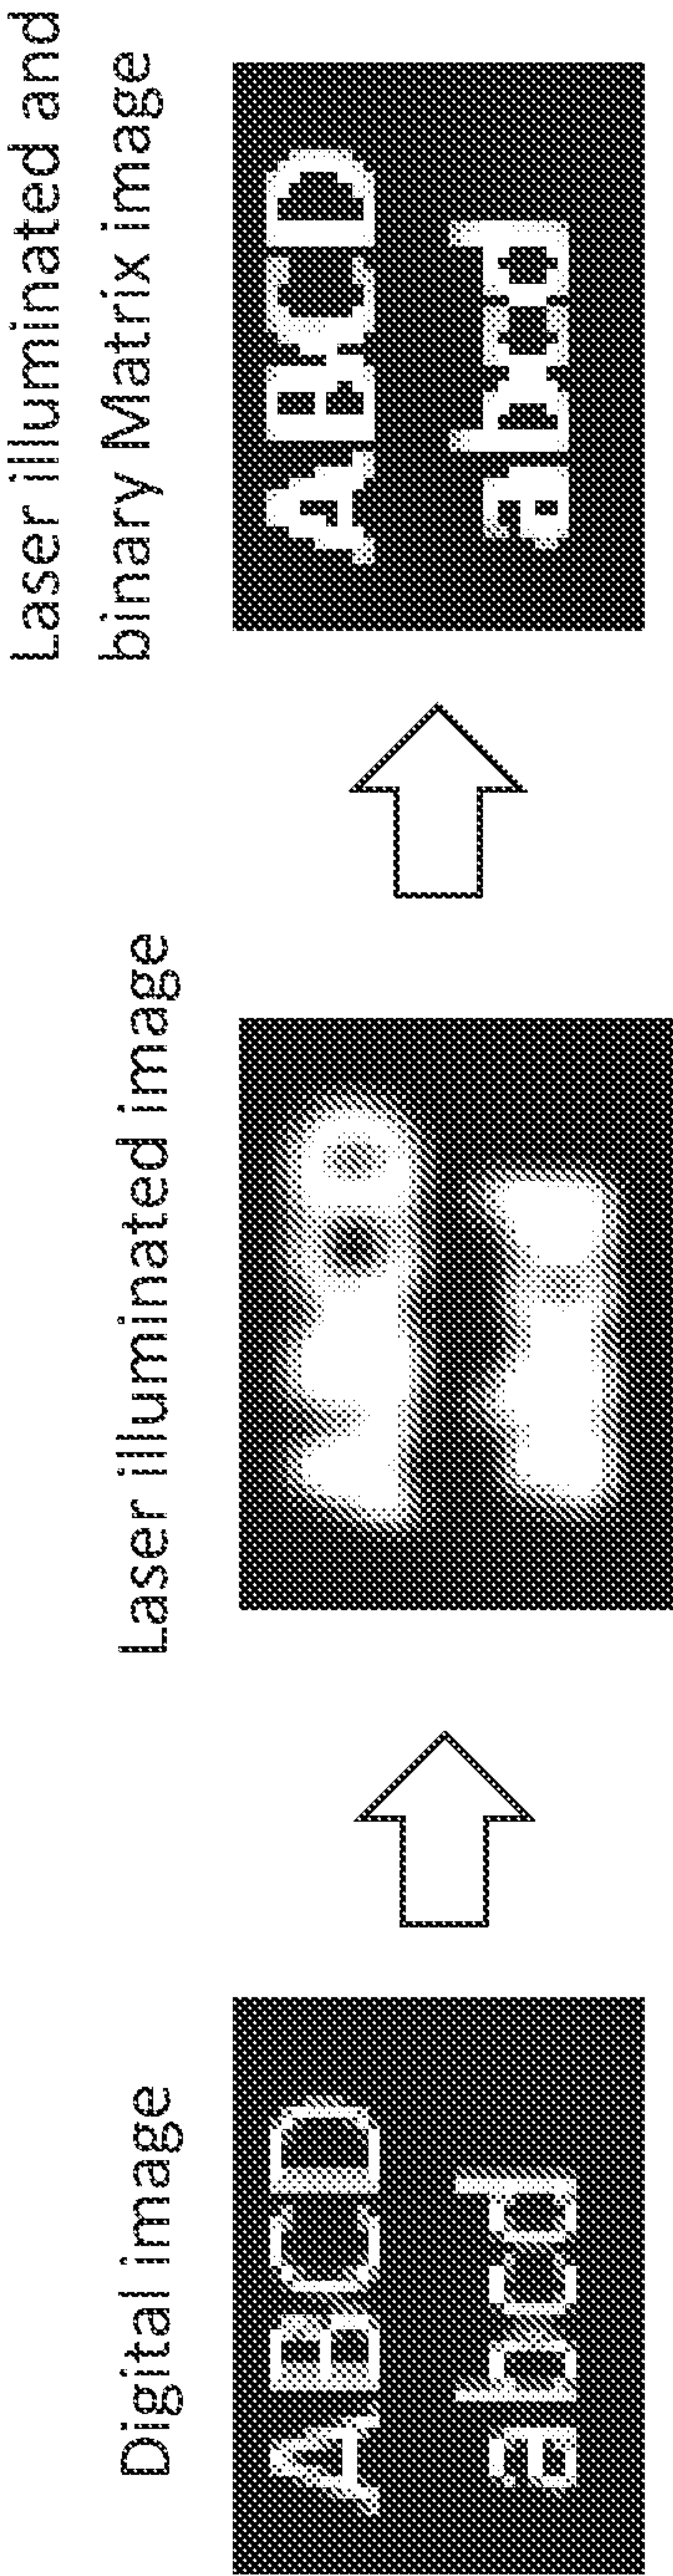 Digital image
ABCD
abcd
Laser illuminated image
Laser illuminated and
binary Matrix image
ABCD
abcd